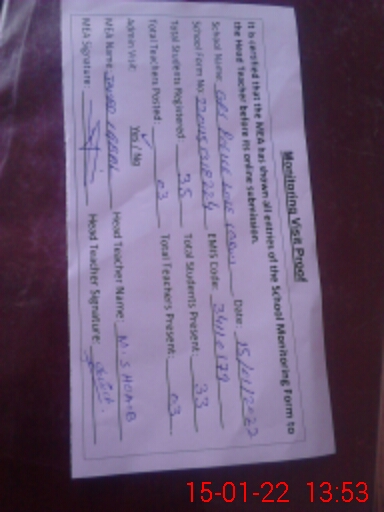 Monitoring Visit Proof
It is certified that the MEA has shown all entries of the School Monitoring Form to
the Head Teacher before its online submission.
School Name: GPS Date: 15/01/2022
School Form No: EMIS Code:
Total Students Registered: 35 Total Students Present: 33
Total Teachers Posted: 03 Total Teachers Present: 03
Admin Visit: Yes / No
MEA Name: Head Teacher Name:
MEA Signature: Head Teacher Signature:
15-01-22 13:53